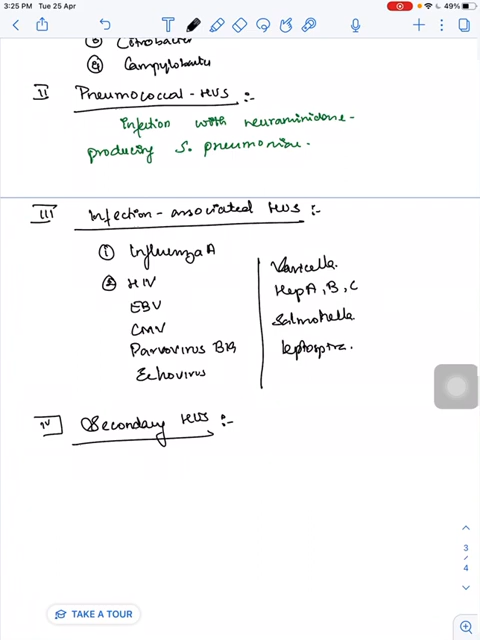 3:25 PM Tue 25 Apr
49%
③ Citrobacter
④ Campylobacter
II Pneumococcal-HUS :-
Infection with neuraminidase-
producing S. pneumoniae.
III Infection-associated HUS :-
① Influenza A
② HIV
EBV
CMV
Parvovirus B19
Echovirus
Varicella.
Hep A, B, C
Salmonella
leptospira.
IV Secondary HUS :-
3
/
4
TAKE A TOUR